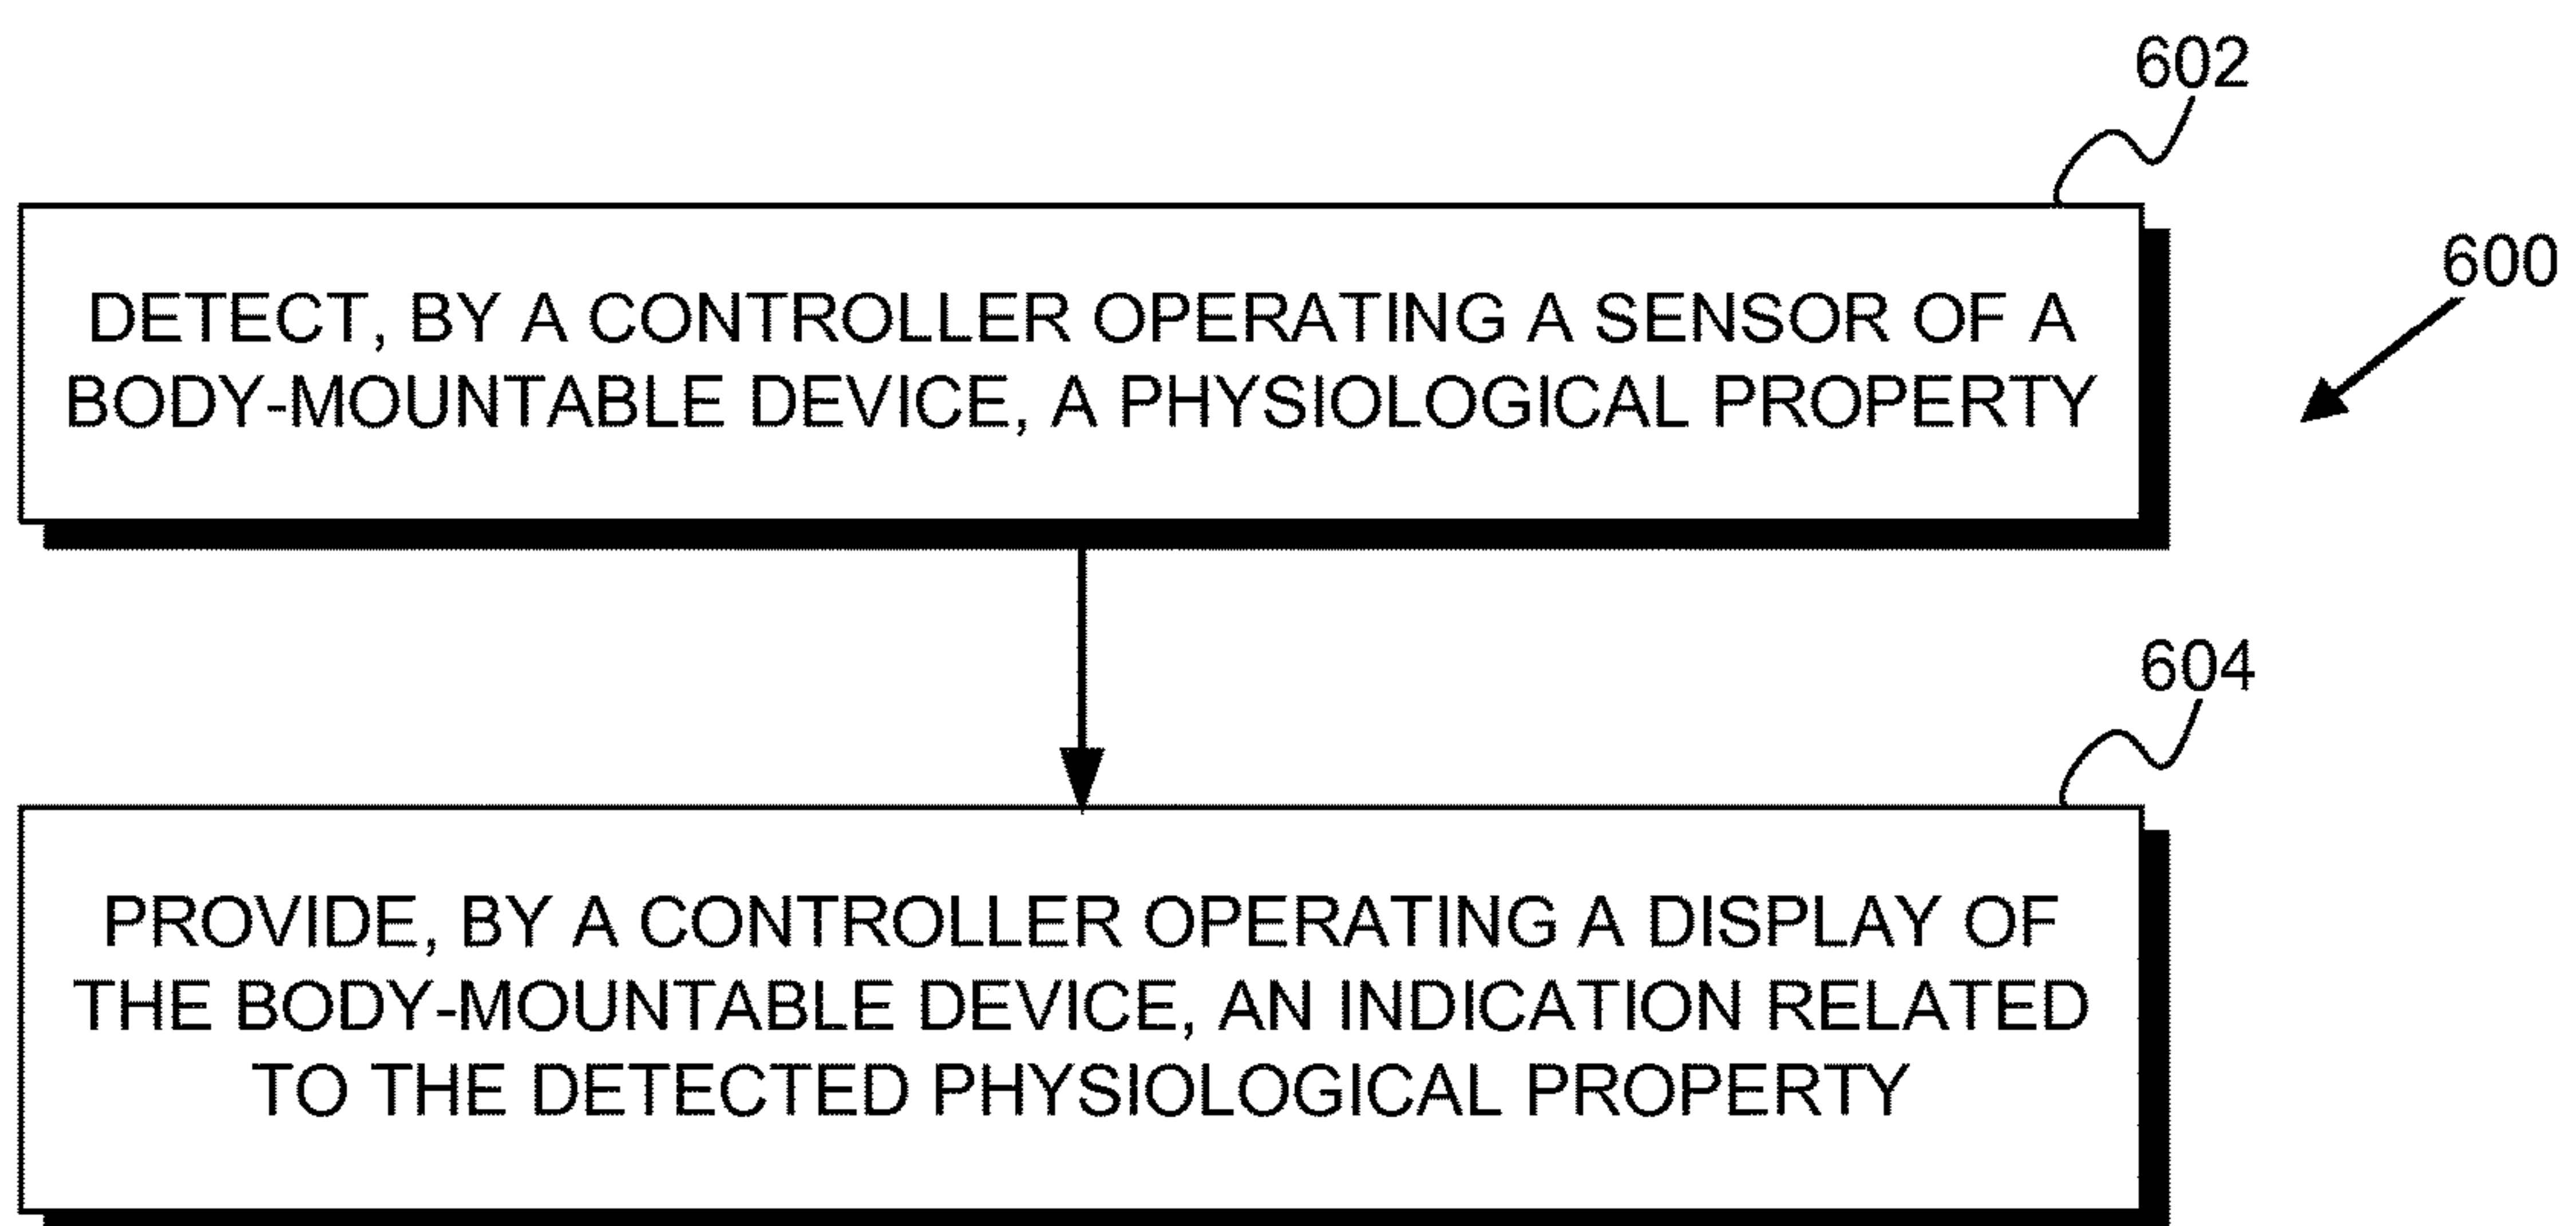 602
DETECT, BY A CONTROLLER OPERATING A SENSOR OF A
BODY-MOUNTABLE DEVICE, A PHYSIOLOGICAL PROPERTY
600
604
PROVIDE, BY A CONTROLLER OPERATING A DISPLAY OF
THE BODY-MOUNTABLE DEVICE, AN INDICATION RELATED
TO THE DETECTED PHYSIOLOGICAL PROPERTY